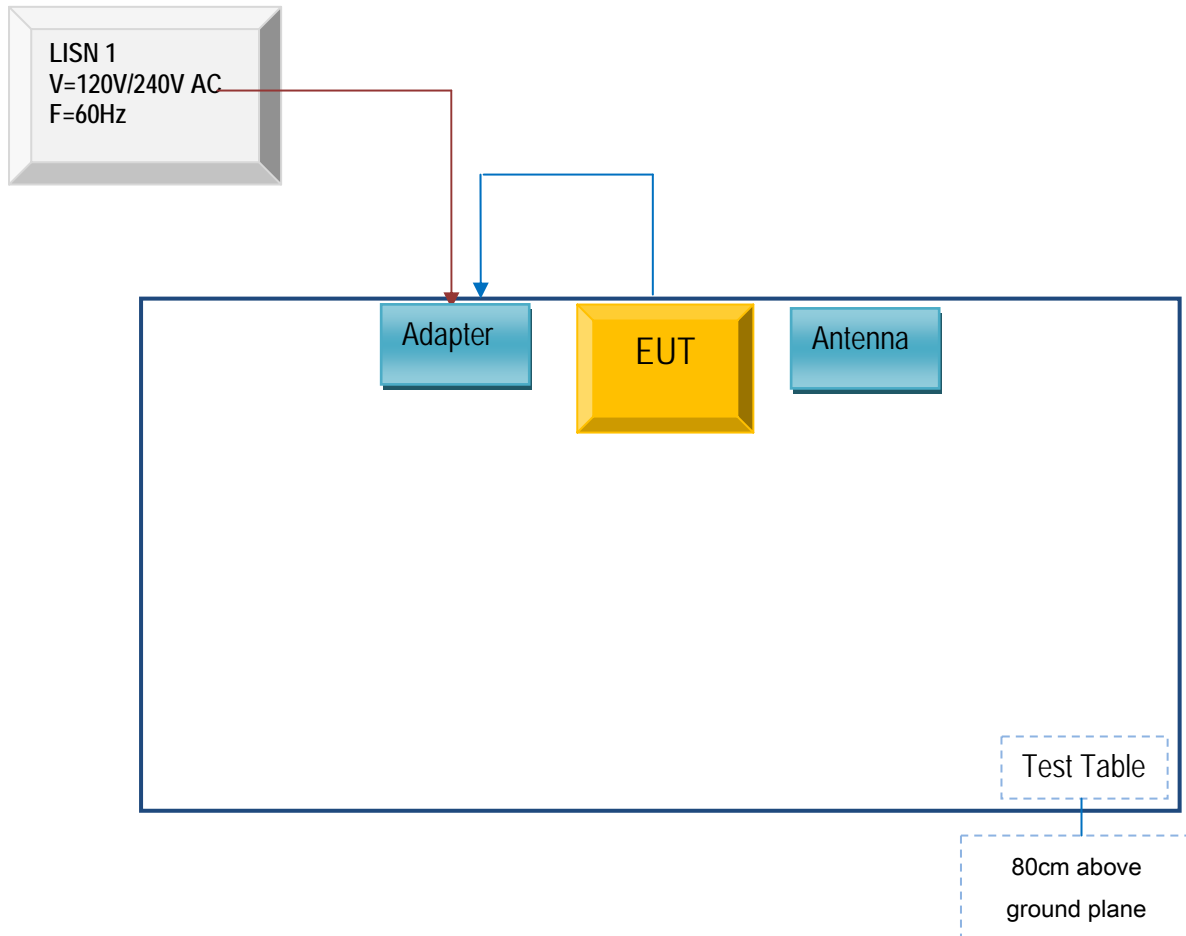 LISN 1
V=120V/240V AC
F=60Hz
Adapter
EUT
Antenna
Test Table
80cm above
ground plane